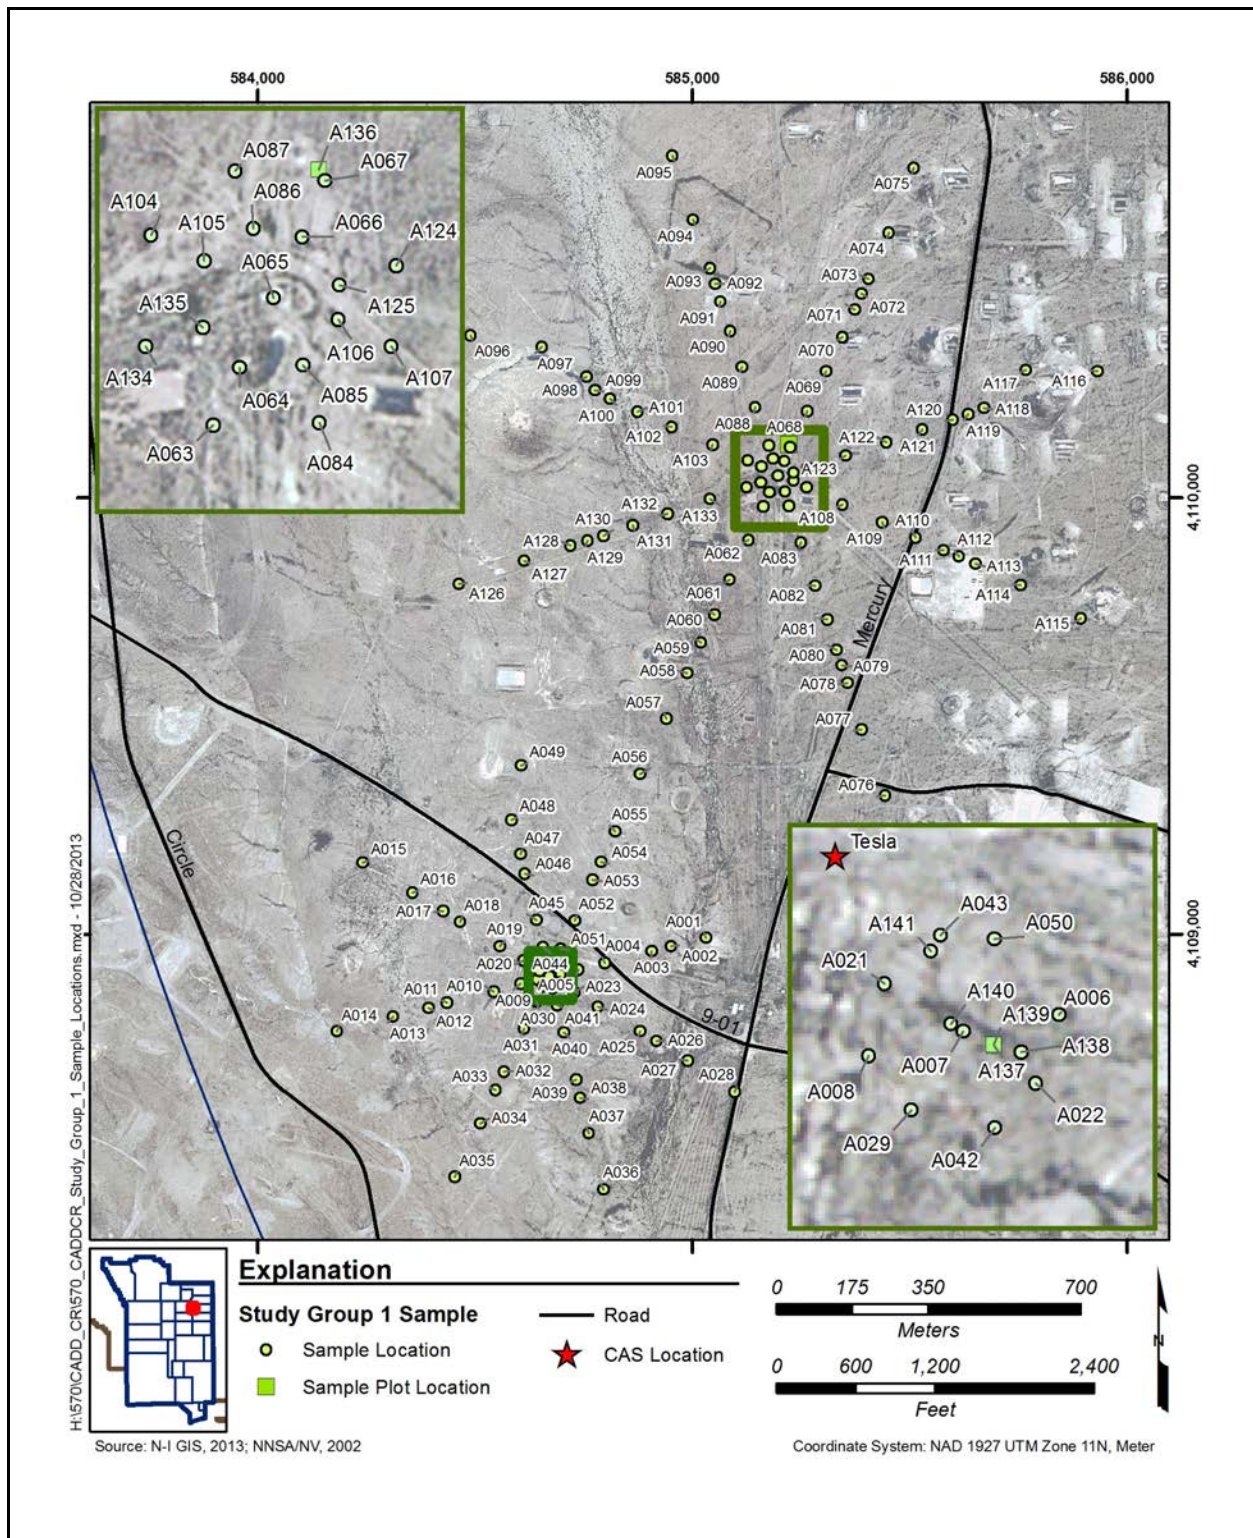 584,000
585,000
586,000
A136
A087
A067
A086
A104
A105
A066
A124
A065
A135
A125
A134
A106
A107
A064
A085
A063
A084
A095
A075
A094
A074
A073
A093
A092
A072
A091
A071
A096
A090
A070
A097
A099
A089
A069
A117
A116
A098
A100
A101
A088
A068
A120
A118
A119
A102
A122
A121
A103
A123
4,110,000
A132
A133
A108
A130
A110
A109
A128
A131
A129
A062
A083
A112
A111
A127
A113
A126
A061
A082
A114
A060
A081
Mercury
A115
A059
A080
A079
A058
A078
A057
A077
A049
A056
A076
A048
A055
Circle
A047
A015
A046
A054
A053
A016
A017
A018
A045
A052
A001
A019
A051
A004
A002
A003
4,109,000
A020
A044
A005
A023
A011
A010
A009
A024
9-01
A014
A013
A012
A030
A041
A031
A040
A025
A026
A027
A028
A032
A033
A038
A039
A034
A037
A035
A036
Tesla
A043
A050
A141
A021
A140
A006
A139
A007
A138
A008
A137
A022
A029
A042
H:\570\CADD_CR\570_CADDCR_Study_Group_1_Sample_Locations.mxd - 10/28/2013
Explanation
Study Group 1 Sample
Sample Location
Sample Plot Location
Road
CAS Location
0 175 350 700
Meters
0 600 1,200 2,400
Feet
N
Source: N-I GIS, 2013; NNSA/NV, 2002
Coordinate System: NAD 1927 UTM Zone 11N, Meter